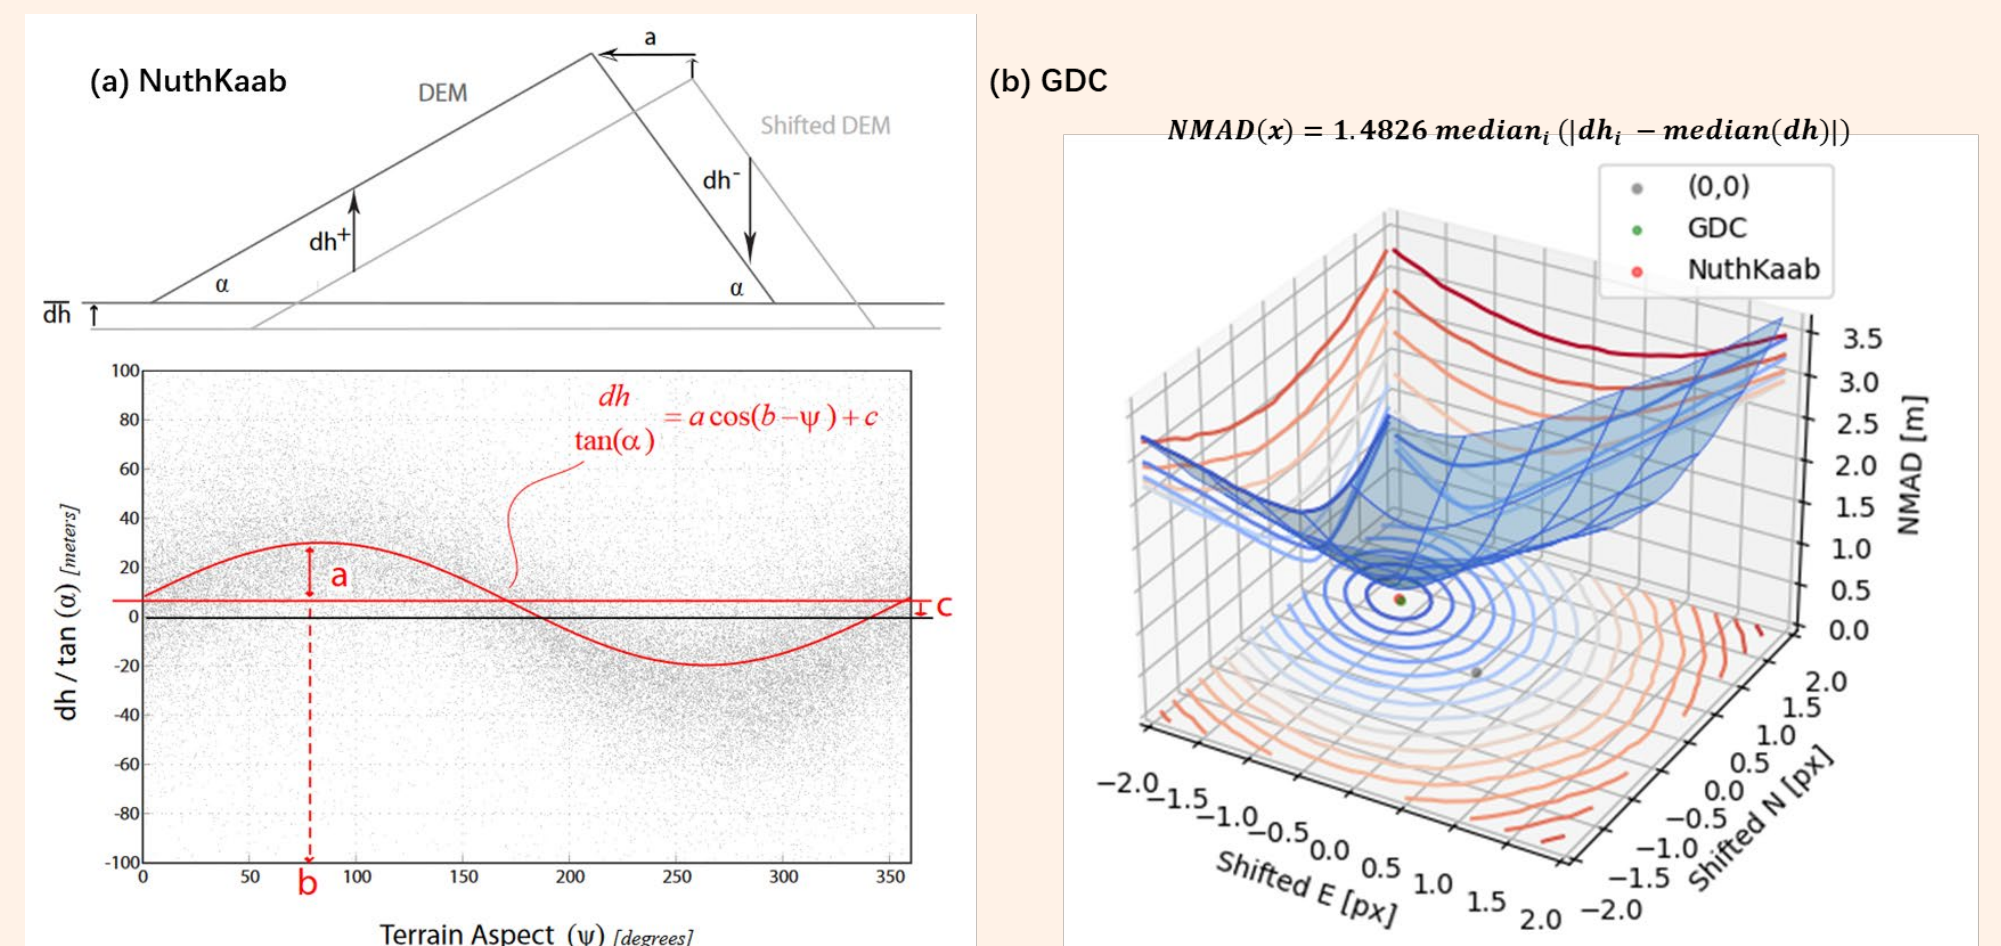 (a) NuthKaab
a
DEM
Shifted DEM
dh⁻
dh⁺
α
α
d̅h̅
100
80
60
40
20
0
-20
-40
-60
-80
-100
dh / tan (α) [meters]
dh
tan(α)
= a cos(b−ψ)+c
a
c
b
0
50
100
150
200
250
300
350
Terrain Aspect (ψ) [degrees]
(b) GDC
NMAD(x) = 1.4826 medianᵢ (|dhᵢ − median(dh)|)
(0,0)
GDC
NuthKaab
3.5
3.0
2.5
2.0
1.5
1.0
0.5
0.0
NMAD [m]
−2.0
−1.5
−1.0
−0.5
0.0
0.5
1.0
1.5
2.0
Shifted E [px]
2.0
1.5
1.0
0.5
0.0
−0.5
−1.0
−1.5
−2.0
Shifted N [px]